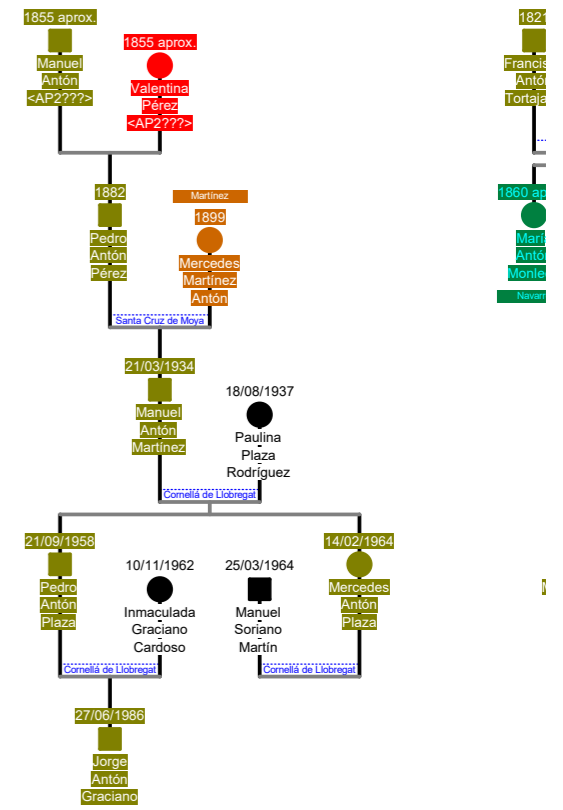 1855 aprox.
Manuel
Antón
<AP2???>
1855 aprox.
Valentina
Pérez
<AP2???>
1821
Antón
1882
Pedro
Antón
Pérez
Martínez
1899
Mercedes
Martínez
Antón
Santa Cruz de Moya
1860
21/03/1934
Manuel
Antón
Martínez
18/08/1937
Paulina
Plaza
Rodríguez
Cornellá de Llobregat
21/09/1958
Pedro
Antón
Plaza
10/11/1962
Inmaculada
Graciano
Cardoso
25/03/1964
Manuel
Soriano
Martín
14/02/1964
Mercedes
Antón
Plaza
Cornellá de Llobregat
Cornellá de Llobregat
27/06/1986
Jorge
Antón
Graciano